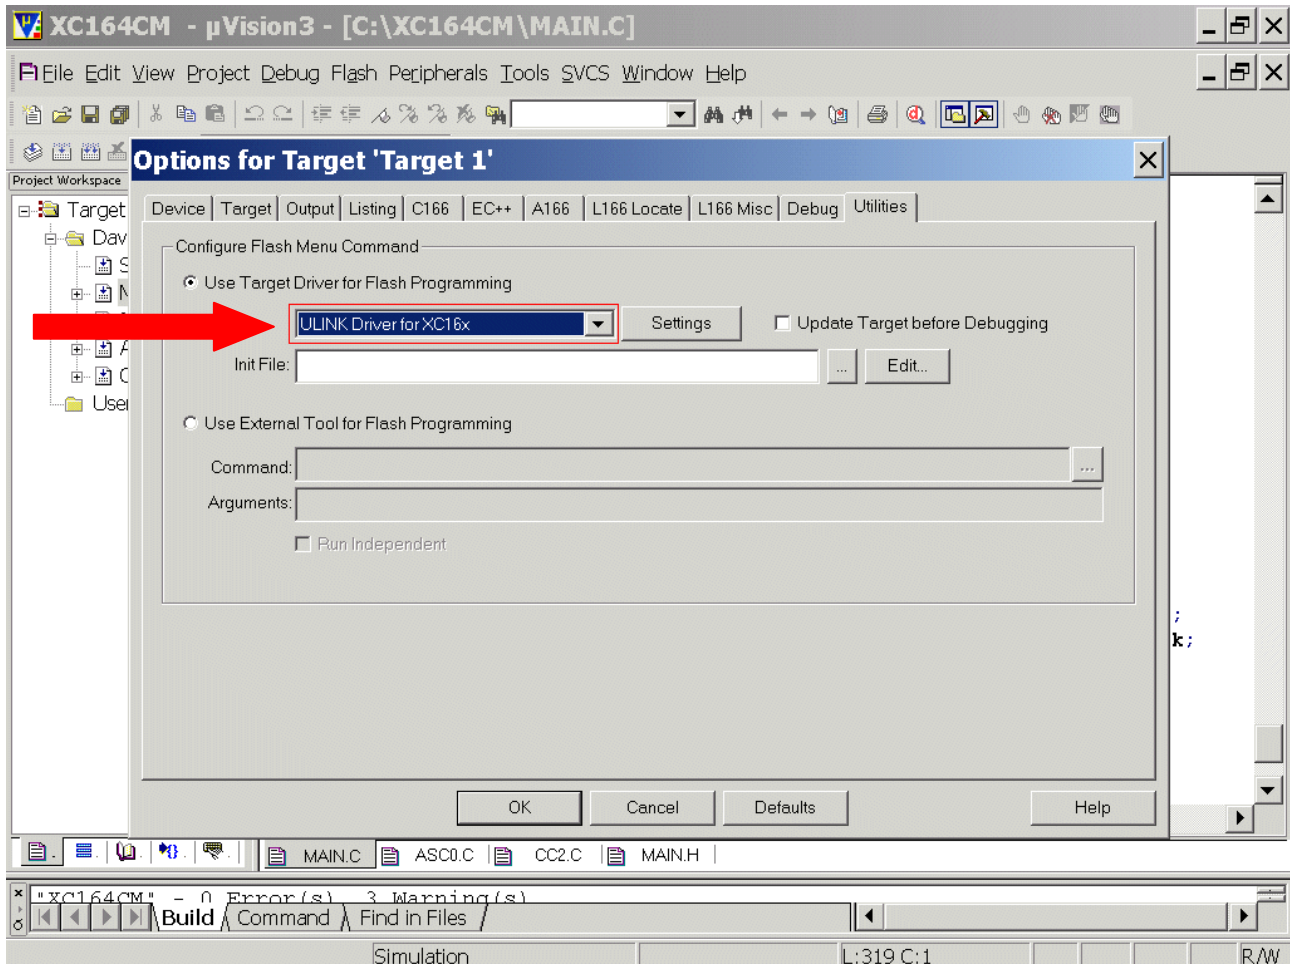 XC164CM - µVision3 - [C:\XC164CM\MAIN.C]
File Edit View Project Debug Flash Peripherals Tools SVCS Window Help
Options for Target 'Target 1'
Project Workspace
Target
Device Target Output Listing C166 EC++ A166 L166 Locate L166 Misc Debug Utilities
Dav
Configure Flash Menu Command
S
Use Target Driver for Flash Programming
ULINK Driver for XC16x Settings Update Target before Debugging
A
Init File: ... Edit...
C
User
Use External Tool for Flash Programming
Command: ...
Arguments:
Run Independent
;
k;
OK Cancel Defaults Help
MAIN.C ASC0.C CC2.C MAIN.H
"XC164CM" - 0 Error(s), 3 Warning(s)
Build Command Find in Files
Simulation L:319 C:1 R/W